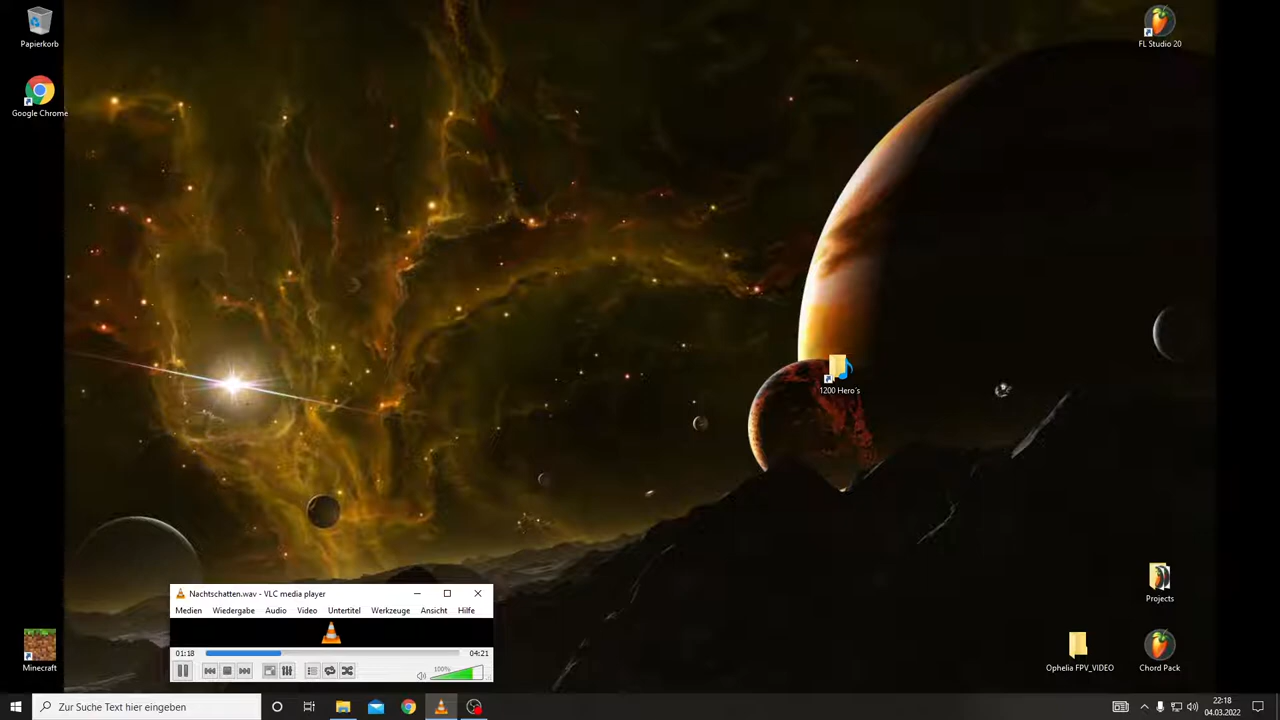 Papierkorb
FL Studio 20
Google Chrome
1200 Hero's
Nachtschatten.wav - VLC media player
Medien Wiedergabe Audio Video Untertitel Werkzeuge Ansicht Hilfe
01:18 04:21
100%
Projects
Minecraft
Ophelia FPV_VIDEO
Chord Pack
Zur Suche Text hier eingeben
22:18
04.03.2022